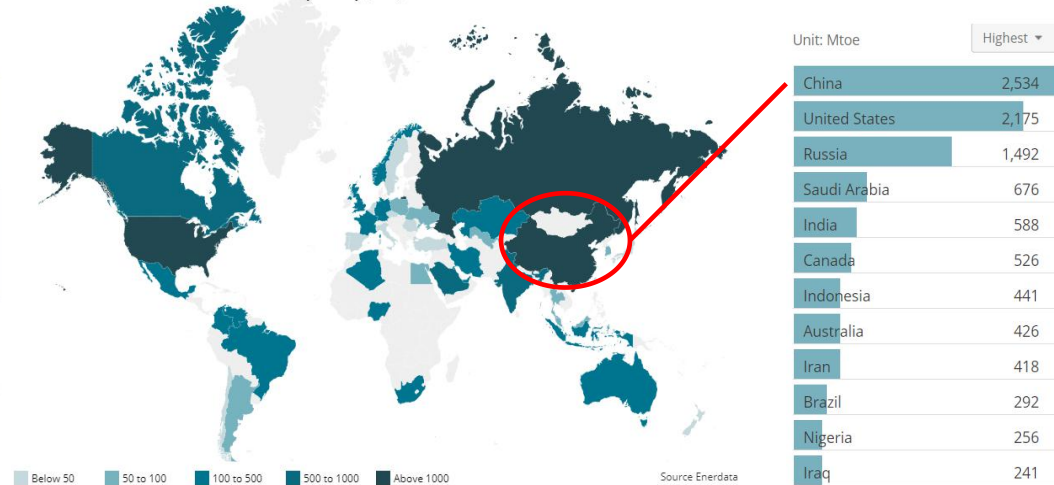 Unit: Mtoe
Highest
China 2,534
United States 2,175
Russia 1,492
Saudi Arabia 676
India 588
Canada 526
Indonesia 441
Australia 426
Iran 418
Brazil 292
Nigeria 256
Iraq 241
Below 50 50 to 100 100 to 500 500 to 1000 Above 1000
Source Enerdata